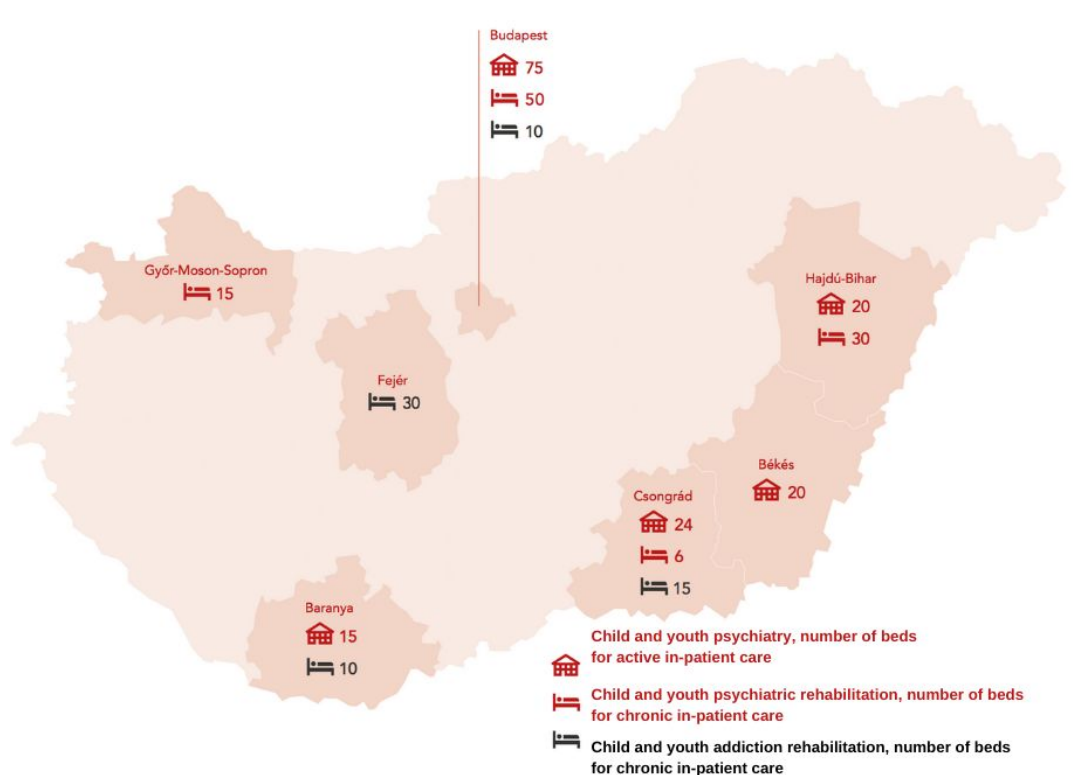 Budapest
75
50
10
Győr-Moson-Sopron
15
Hajdú-Bihar
20
30
Fejér
30
Békés
20
Csongrád
24
6
15
Baranya
15
10
Child and youth psychiatry, number of beds
for active in-patient care
Child and youth psychiatric rehabilitation, number of beds
for chronic in-patient care
Child and youth addiction rehabilitation, number of beds
for chronic in-patient care